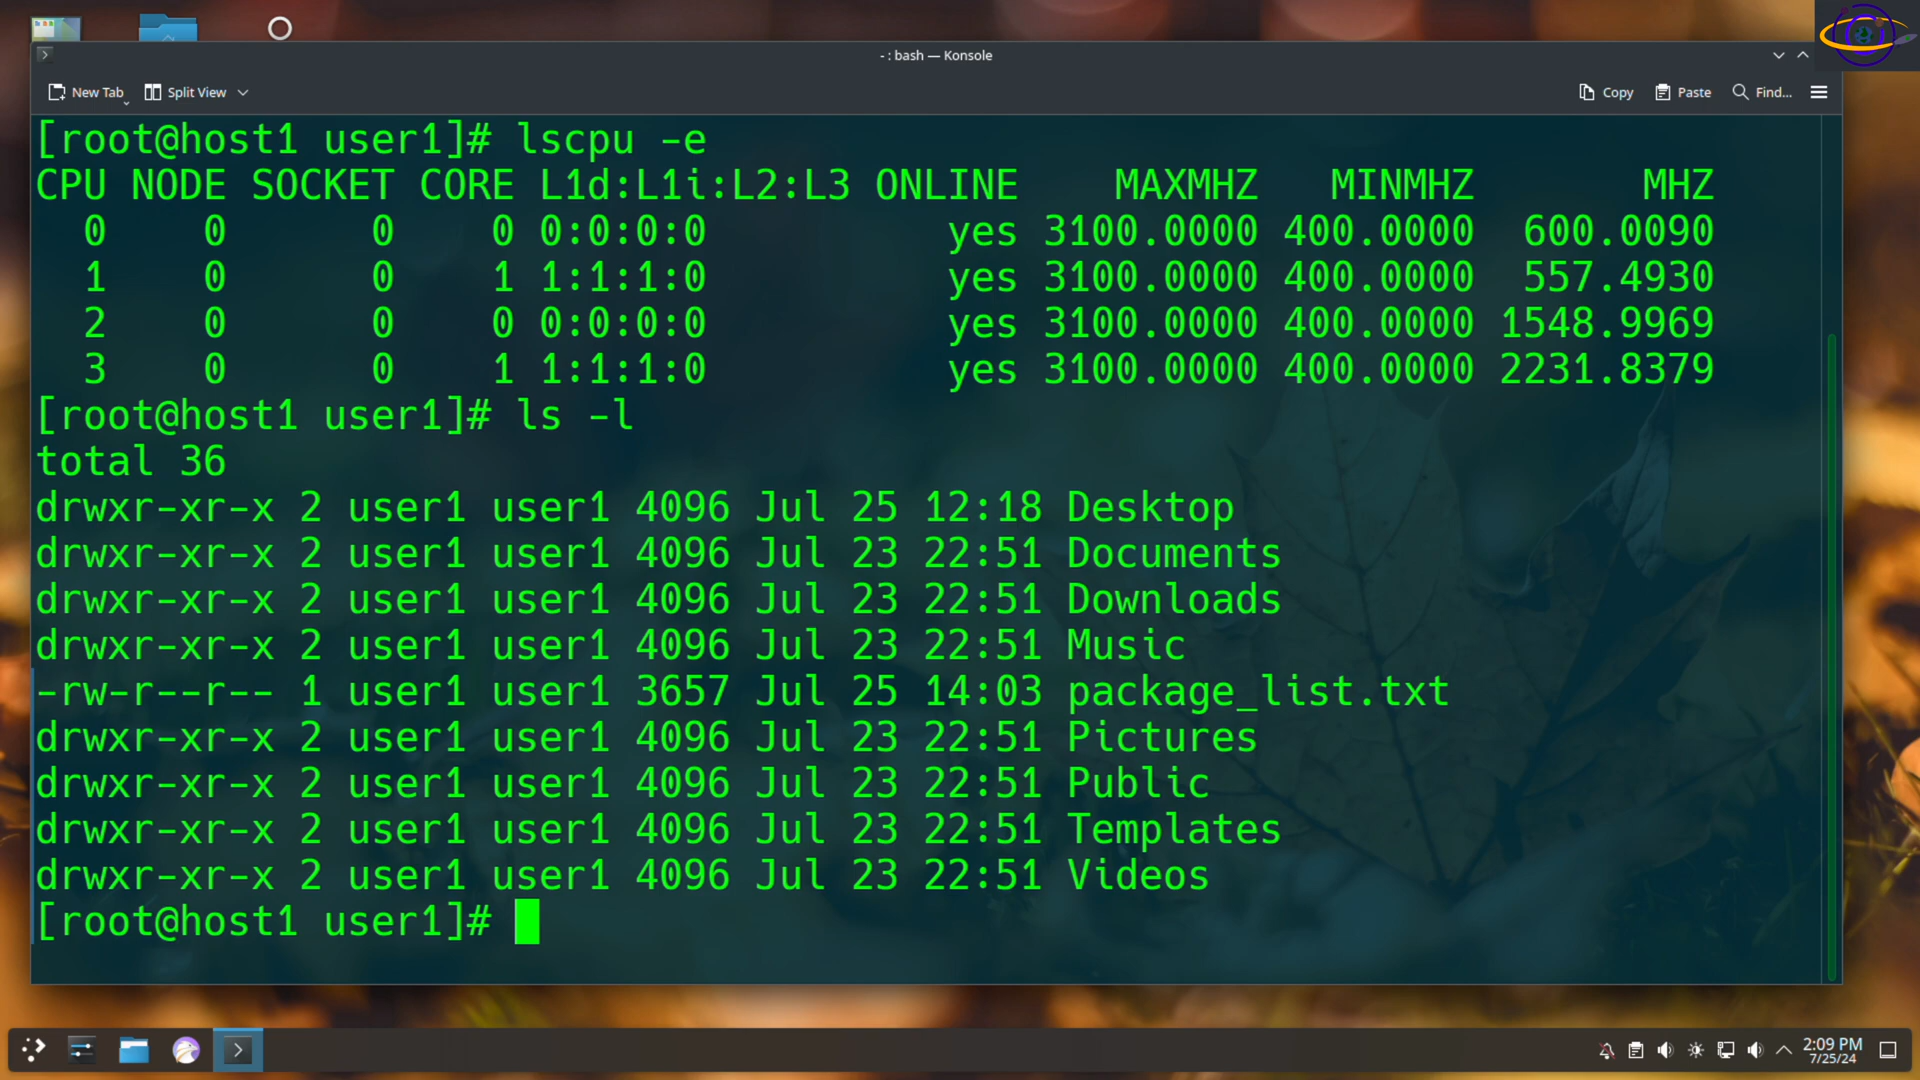 - : bash — Konsole
New Tab Split View Copy Paste Find...
[root@host1 user1]# lscpu -e
CPU NODE SOCKET CORE L1d:L1i:L2:L3 ONLINE    MAXMHZ   MINMHZ       MHZ
  0    0      0    0 0:0:0:0          yes 3100.0000 400.0000  600.0090
  1    0      0    1 1:1:1:0          yes 3100.0000 400.0000  557.4930
  2    0      0    0 0:0:0:0          yes 3100.0000 400.0000 1548.9969
  3    0      0    1 1:1:1:0          yes 3100.0000 400.0000 2231.8379
[root@host1 user1]# ls -l
total 36
drwxr-xr-x 2 user1 user1 4096 Jul 25 12:18 Desktop
drwxr-xr-x 2 user1 user1 4096 Jul 23 22:51 Documents
drwxr-xr-x 2 user1 user1 4096 Jul 23 22:51 Downloads
drwxr-xr-x 2 user1 user1 4096 Jul 23 22:51 Music
-rw-r--r-- 1 user1 user1 3657 Jul 25 14:03 package_list.txt
drwxr-xr-x 2 user1 user1 4096 Jul 23 22:51 Pictures
drwxr-xr-x 2 user1 user1 4096 Jul 23 22:51 Public
drwxr-xr-x 2 user1 user1 4096 Jul 23 22:51 Templates
drwxr-xr-x 2 user1 user1 4096 Jul 23 22:51 Videos
[root@host1 user1]#
2:09 PM
7/25/24